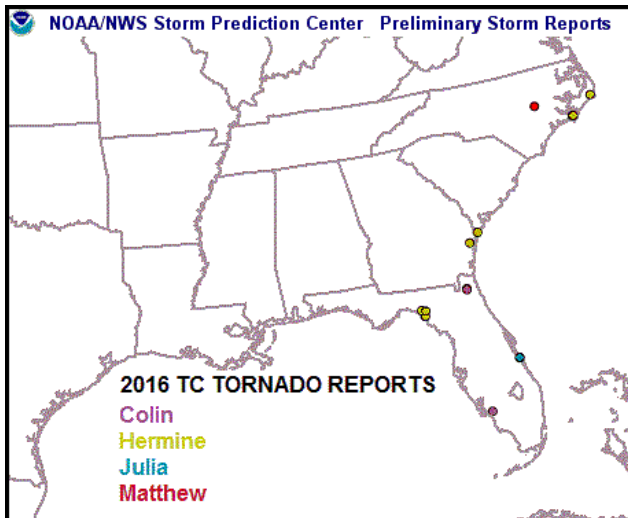 NOAA/NWS Storm Prediction Center Preliminary Storm Reports
2016 TC TORNADO REPORTS
Colin
Hermine
Julia
Matthew